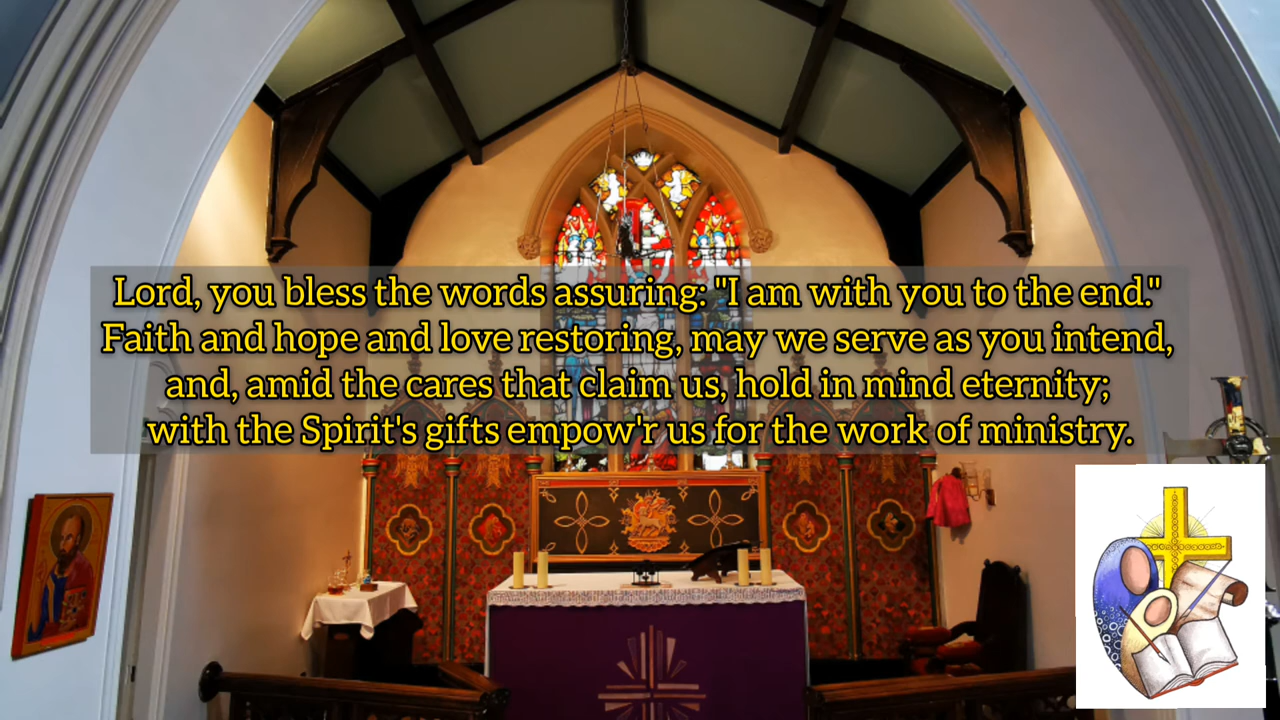 Lord, you bless the words assuring: "I am with you to the end."
Faith and hope and love restoring, may we serve as you intend,
and, amid the cares that claim us, hold in mind eternity;
with the Spirit's gifts empow'r us for the work of ministry.